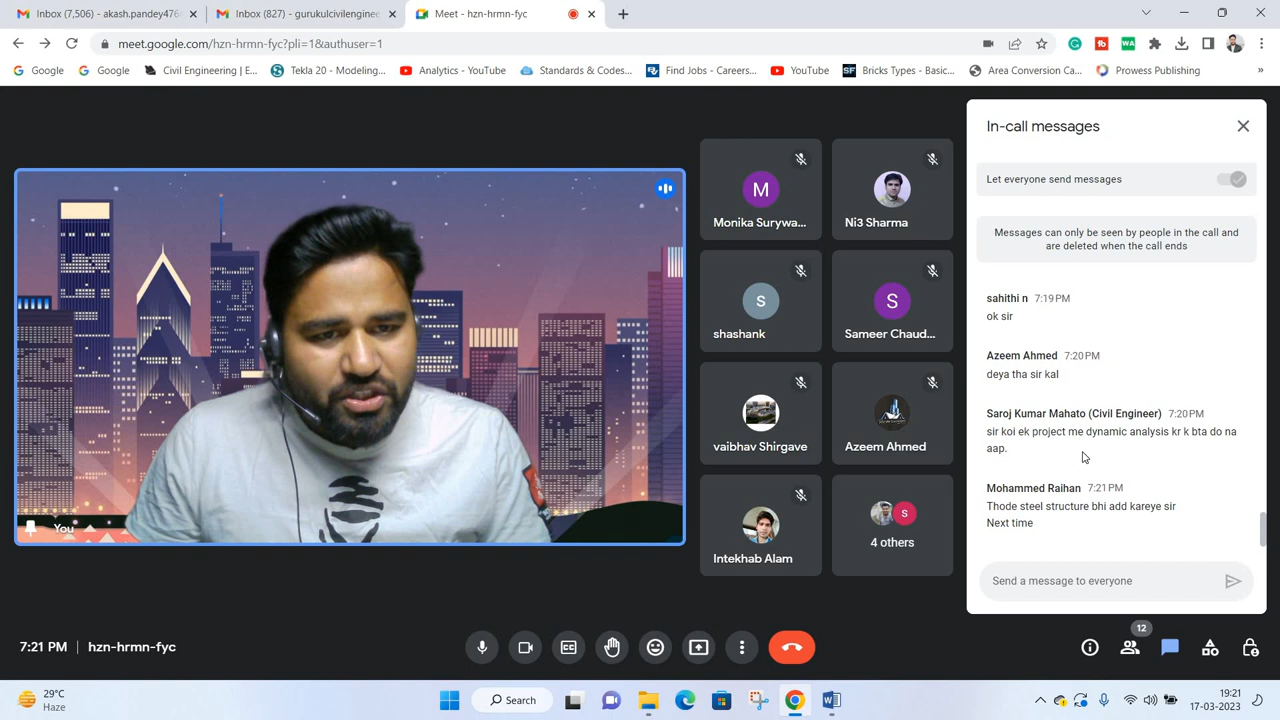 Inbox (7,506) - akash.pandey476
Inbox (827) - gurukulcivilengine
Meet - hzn-hrmn-fyc
meet.google.com/hzn-hrmn-fyc?pli=1&authuser=1
Google
Google
Civil Engineering | E...
Tekla 20 - Modeling...
Analytics - YouTube
Standards & Codes...
Find Jobs - Careers...
YouTube
SF
Bricks Types - Basic...
Area Conversion Ca...
Prowess Publishing
»
You
M
Monika Surywa...
Ni3 Sharma
s
shashank
S
Sameer Chaud...
vaibhav Shirgave
Azeem Ahmed
Intekhab Alam
S
4 others
In-call messages
Let everyone send messages
Messages can only be seen by people in the call and
are deleted when the call ends
sahithi n 7:19 PM
ok sir
Azeem Ahmed 7:20 PM
deya tha sir kal
Saroj Kumar Mahato (Civil Engineer) 7:20 PM
sir koi ek project me dynamic analysis kr k bta do na
aap.
Mohammed Raihan 7:21 PM
Thode steel structure bhi add kareye sir
Next time
Send a message to everyone
7:21 PM | hzn-hrmn-fyc
12
29°C
Haze
Search
19:21
17-03-2023